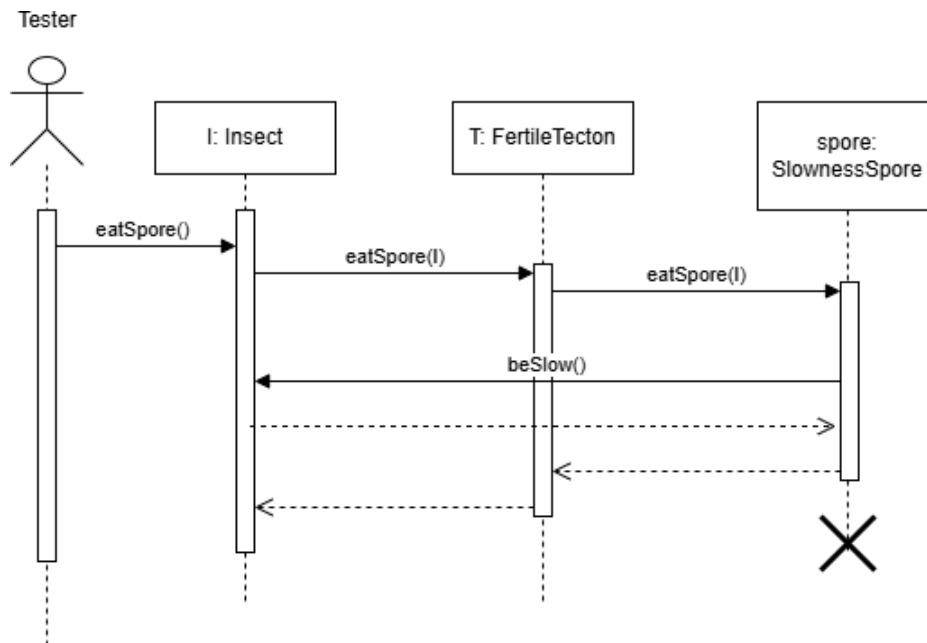 Tester
I: Insect
T: FertileTecton
spore:
SlownessSpore
eatSpore()
eatSpore(I)
eatSpore(I)
beSlow()